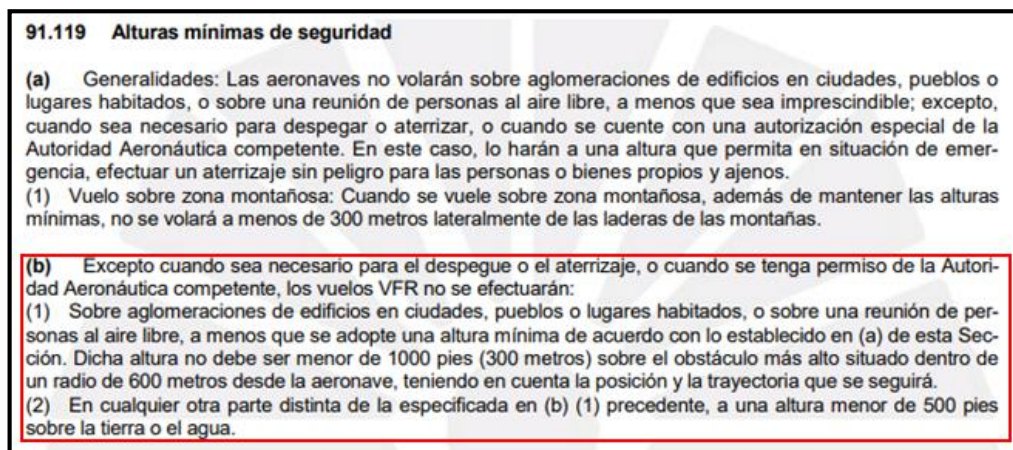 91.119 Alturas mínimas de seguridad
(a) Generalidades: Las aeronaves no volarán sobre aglomeraciones de edificios en ciudades, pueblos o
lugares habitados, o sobre una reunión de personas al aire libre, a menos que sea imprescindible; excepto,
cuando sea necesario para despegar o aterrizar, o cuando se cuente con una autorización especial de la
Autoridad Aeronáutica competente. En este caso, lo harán a una altura que permita en situación de emer-
gencia, efectuar un aterrizaje sin peligro para las personas o bienes propios y ajenos.
(1) Vuelo sobre zona montañosa: Cuando se vuele sobre zona montañosa, además de mantener las alturas
mínimas, no se volará a menos de 300 metros lateralmente de las laderas de las montañas.
(b) Excepto cuando sea necesario para el despegue o el aterrizaje, o cuando se tenga permiso de la Autori-
dad Aeronáutica competente, los vuelos VFR no se efectuarán:
(1) Sobre aglomeraciones de edificios en ciudades, pueblos o lugares habitados, o sobre una reunión de per-
sonas al aire libre, a menos que se adopte una altura mínima de acuerdo con lo establecido en (a) de esta Sec-
ción. Dicha altura no debe ser menor de 1000 pies (300 metros) sobre el obstáculo más alto situado dentro de
un radio de 600 metros desde la aeronave, teniendo en cuenta la posición y la trayectoria que se seguirá.
(2) En cualquier otra parte distinta de la especificada en (b) (1) precedente, a una altura menor de 500 pies
sobre la tierra o el agua.